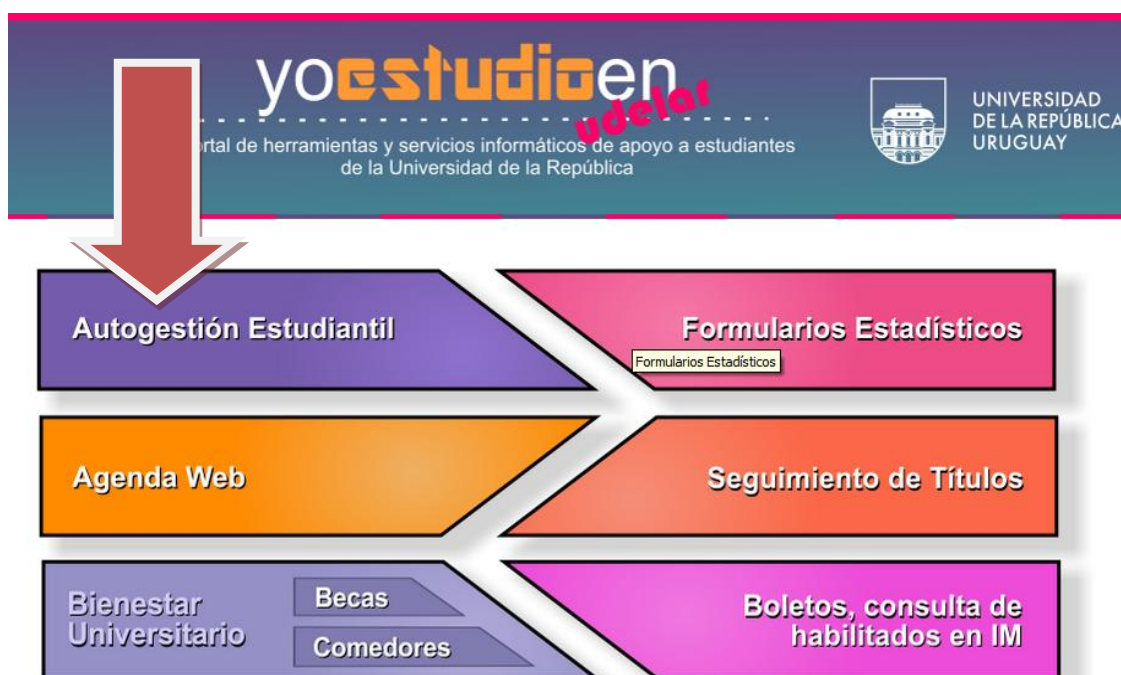 yoestudioen
udelar
rtal de herramientas y servicios informáticos de apoyo a estudiantes
de la Universidad de la República
UNIVERSIDAD
DE LA REPÚBLICA
URUGUAY
Autogestión Estudiantil
Formularios Estadísticos
Formularios Estadísticos
Agenda Web
Seguimiento de Títulos
Bienestar
Universitario
Becas
Comedores
Boletos, consulta de
habilitados en IM